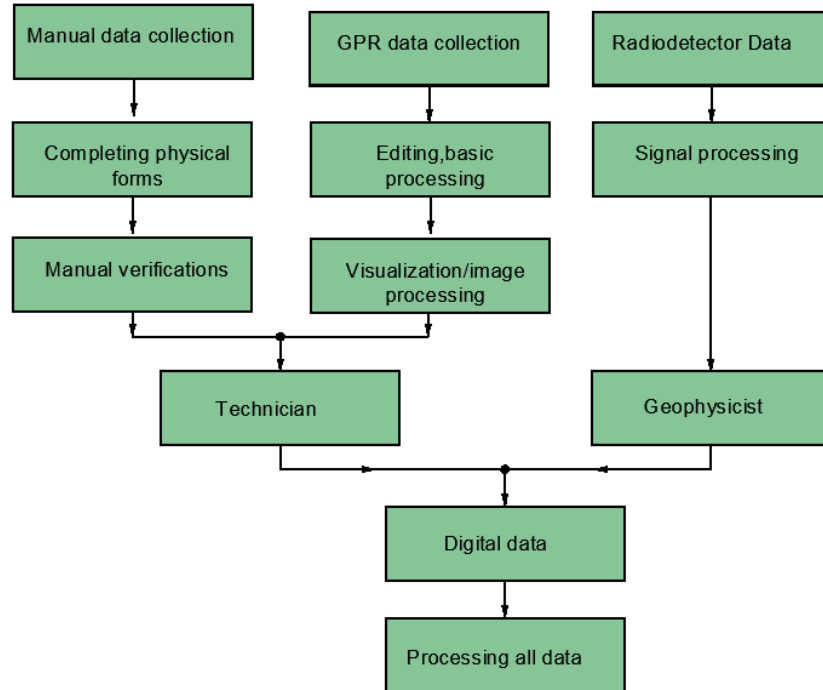 Manual data collection
GPR data collection
Radiodetector Data
Completing physical
forms
Editing,basic
processing
Signal processing
Manual verifications
Visualization/image
processing
Technician
Geophysicist
Digital data
Processing all data